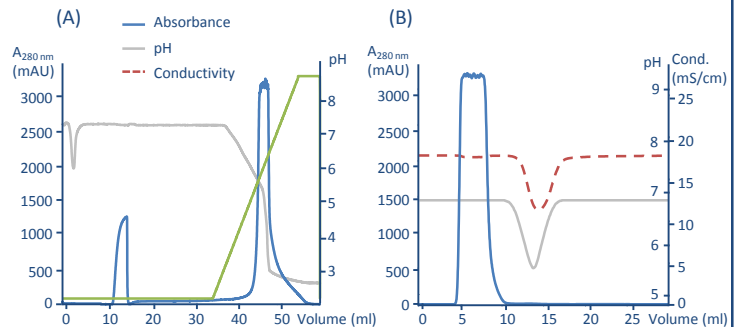 (A)
Absorbance
pH
Conductivity
A280 nm
(mAU)
pH
3000
2500
2000
1500
1000
500
0
8
7
6
5
4
3
0 10 20 30 40 50 Volume (ml)
(B)
A280 nm
(mAU)
pH Cond.
(mS/cm)
3000
2500
2000
1500
1000
500
0
9
8
7
6
5
25
20
15
10
5
0
0 5 10 15 20 25 Volume (ml)